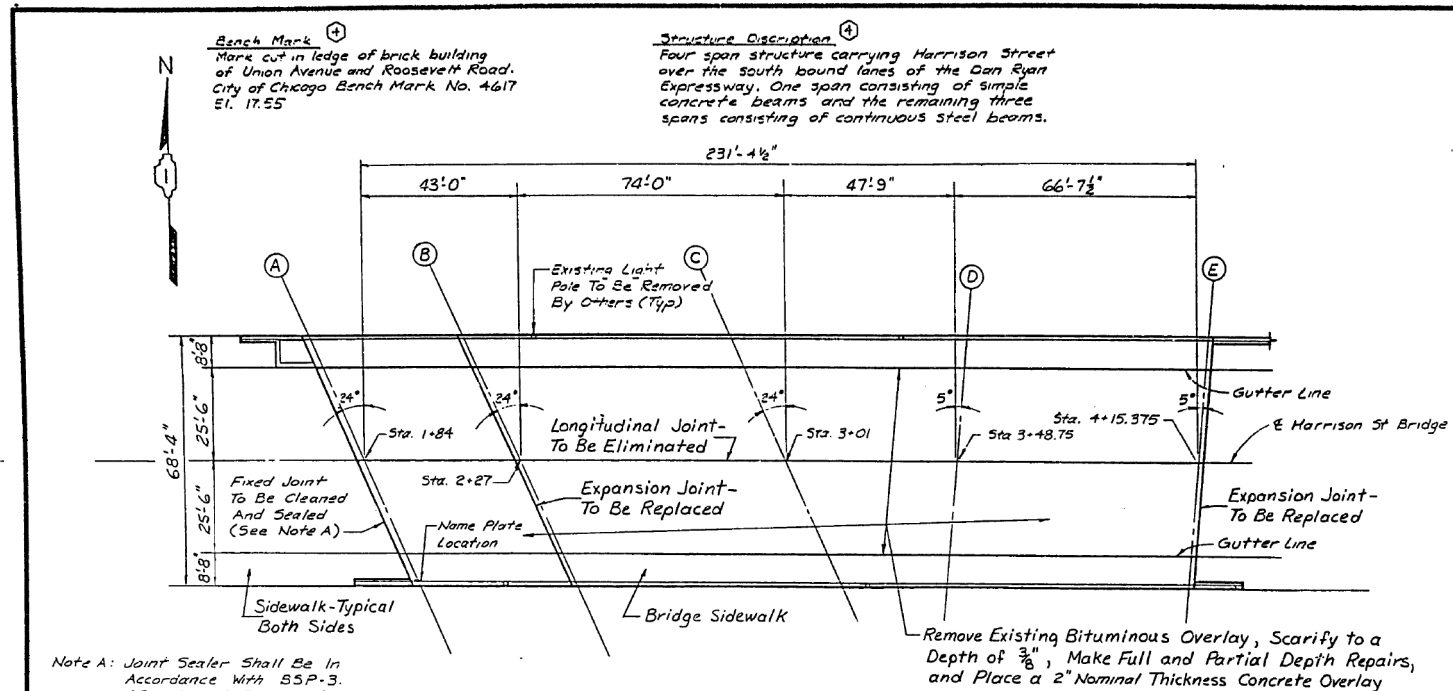 Bench Mark 4
Mark cut in ledge of brick building
of Union Avenue and Roosevelt Road.
City of Chicago Bench Mark No. 4617
El. 17.55
Structure Discription 4
Four span structure carrying Harrison Street
over the south bound lanes of the Dan Ryan
Expressway. One span consisting of simple
concrete beams and the remaining three
spans consisting of continuous steel beams.
N
231'-4½"
43'-0"
74'-0"
47'-9"
66'-7½"
A
B
C
D
E
Existing Light
Pole To Be Removed
By Others (Typ)
8'-8"
25'-6"
68'-4"
25'-6"
8'-8"
24°
24°
24°
5°
5°
Gutter Line
Sta. 1+84
Longitudinal Joint-
To Be Eliminated
Sta. 3+01
Sta 3+48.75
Sta. 4+15.375
℄ Harrison St Bridge
Sta. 2+27
Fixed Joint
To Be Cleaned
And Sealed
(See Note A)
Name Plate
Location
Expansion Joint-
To Be Replaced
Expansion Joint-
To Be Replaced
Gutter Line
Sidewalk-Typical
Both Sides
Bridge Sidewalk
Remove Existing Bituminous Overlay, Scarify to a
Depth of ⅜", Make Full and Partial Depth Repairs,
and Place a 2" Nominal Thickness Concrete Overlay
Note A: Joint Sealer Shall Be In
Accordance With SSP-3.